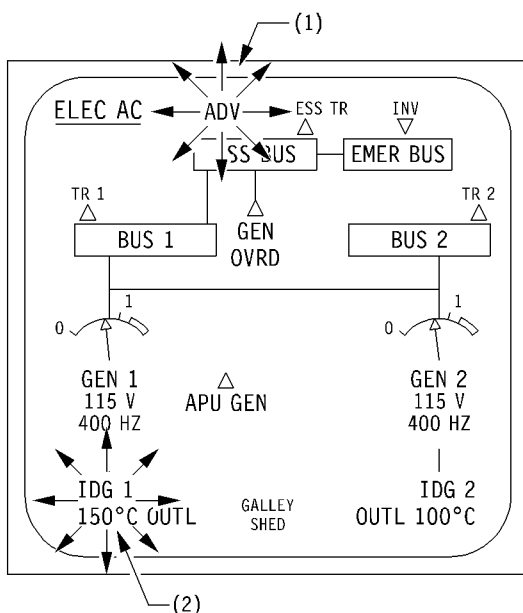 (1)
ELEC AC
ADV
ESS TR
INV
SS BUS
EMER BUS
TR 1
TR 2
BUS 1
GEN
OVRD
BUS 2
0
1
0
1
GEN 1
115 V
400 HZ
APU GEN
GEN 2
115 V
400 HZ
IDG 1
150°C OUTL
GALLEY
SHED
IDG 2
OUTL 100°C
(2)